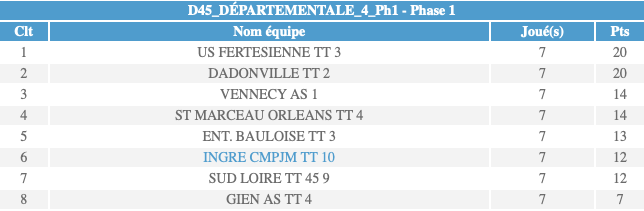 D45_DÉPARTEMENTALE_4_Ph1 - Phase 1
Clt Nom équipe Joué(s) Pts
1 US FERTESIENNE TT 3 7 20
2 DADONVILLE TT 2 7 20
3 VENNECY AS 1 7 14
4 ST MARCEAU ORLEANS TT 4 7 14
5 ENT. BAULOISE TT 3 7 13
6 INGRE CMPJM TT 10 7 12
7 SUD LOIRE TT 45 9 7 12
8 GIEN AS TT 4 7 7